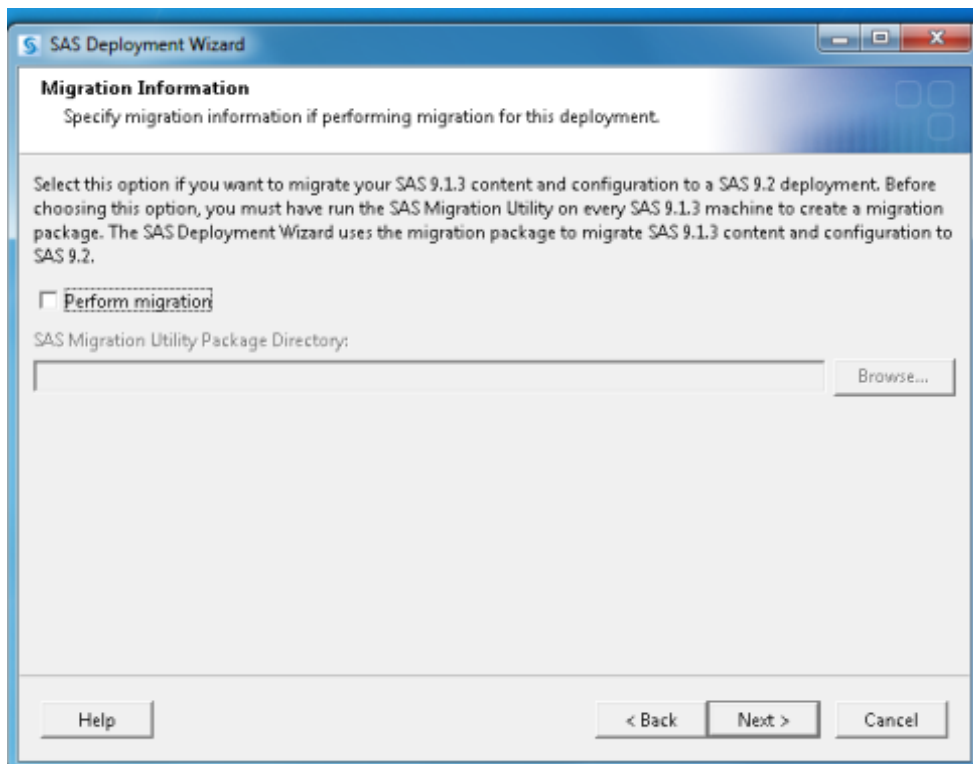 SAS Deployment Wizard
Migration Information
Specify migration information if performing migration for this deployment.
Select this option if you want to migrate your SAS 9.1.3 content and configuration to a SAS 9.2 deployment. Before
choosing this option, you must have run the SAS Migration Utility on every SAS 9.1.3 machine to create a migration
package. The SAS Deployment Wizard uses the migration package to migrate SAS 9.1.3 content and configuration to
SAS 9.2.
Perform migration
SAS Migration Utility Package Directory:
Browse...
Help
< Back
Next >
Cancel